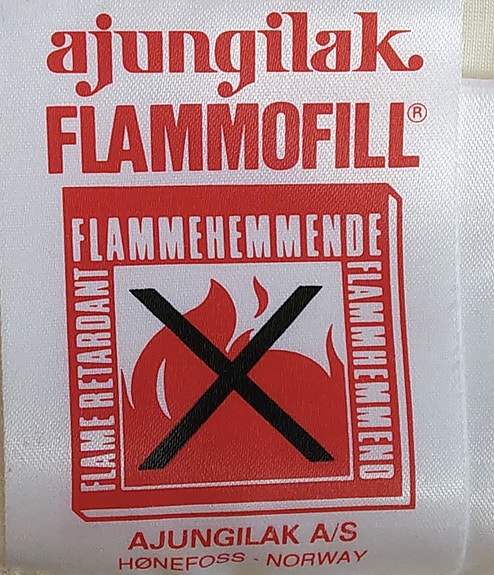 ajungilak.
FLAMMOFILL®
FLAMMEHEMMENDE
FLAME RETARDANT
FLAMMHEMMEND
AJUNGILAK A/S
HØNEFOSS - NORWAY